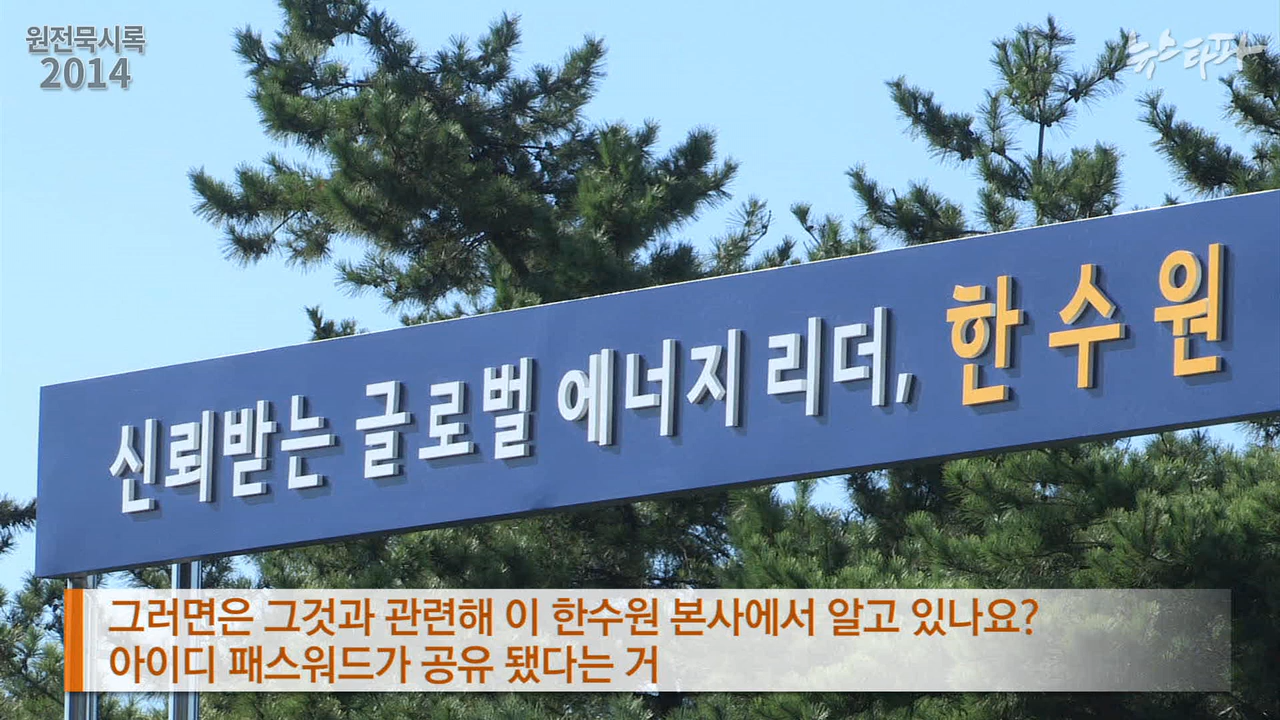 원전묵시록
2014
뉴스타파
신뢰받는 글로벌 에너지 리더, 한수원
그러면은 그것과 관련해 이 한수원 본사에서 알고 있나요?
아이디 패스워드가 공유 됐다는 거